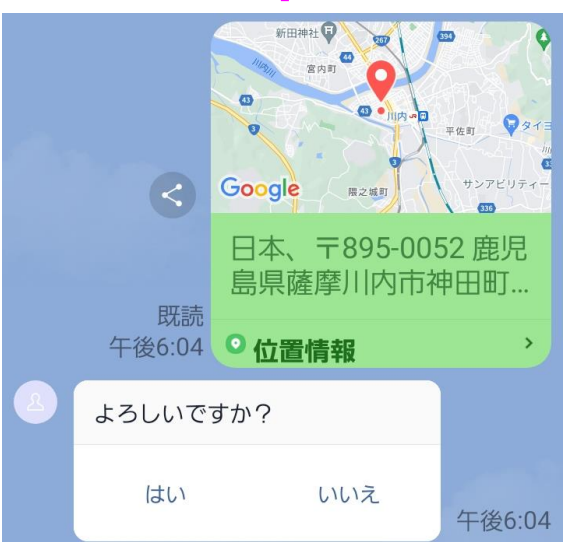 新田神社
267
394
川内川
44
宮内町
43
43
川内
平佐町
タイヨ
3
3
Google
隈之城町
サンアビリティー
336
日本、〒895-0052 鹿児
島県薩摩川内市神田町...
既読
午後6:04
位置情報
よろしいですか？
はい
いいえ
午後6:04